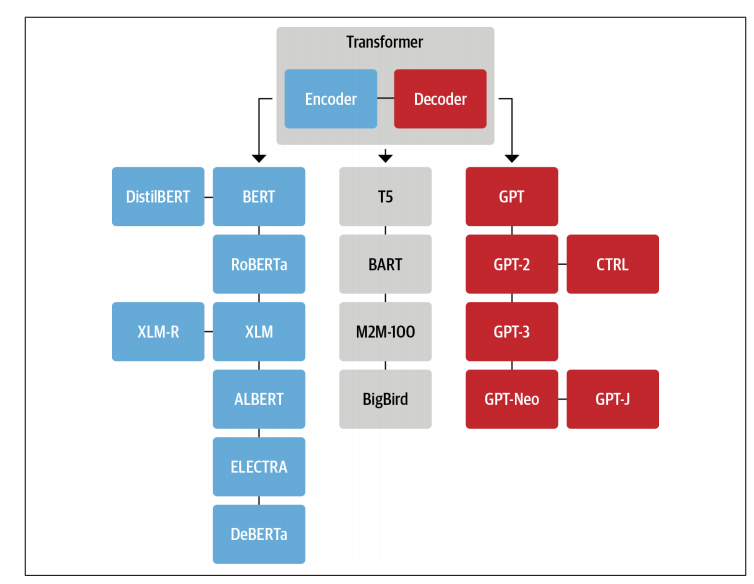 Transformer
Encoder
Decoder
DistilBERT
BERT
T5
GPT
RoBERTa
BART
GPT-2
CTRL
XLM-R
XLM
M2M-100
GPT-3
ALBERT
BigBird
GPT-Neo
GPT-J
ELECTRA
DeBERTa